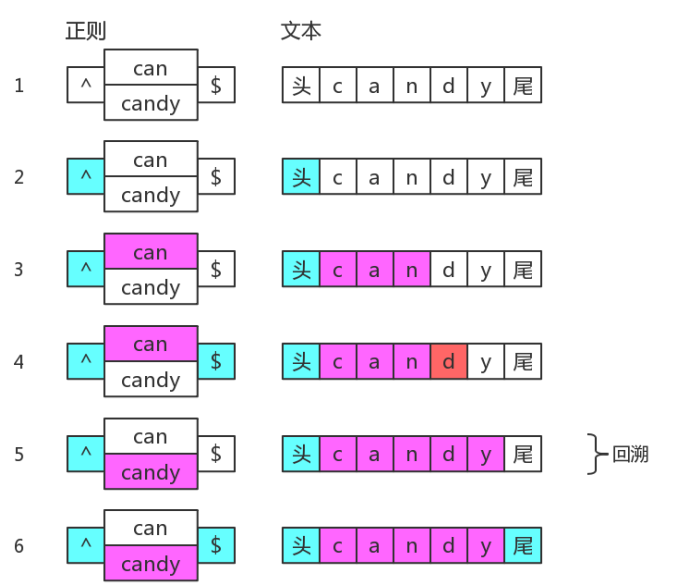 正则 文本
can
1 ^ $ 头 c a n d y 尾
candy
can
2 ^ $ 头 c a n d y 尾
candy
can
3 ^ $ 头 c a n d y 尾
candy
can
4 ^ $ 头 c a n d y 尾
candy
can
5 ^ $ 头 c a n d y 尾 回溯
candy
can
6 ^ $ 头 c a n d y 尾
candy